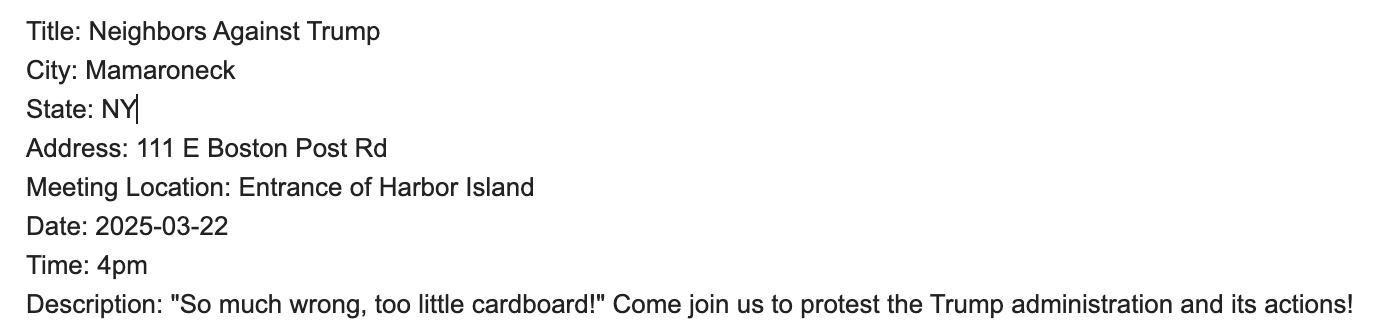 Title: Neighbors Against Trump
City: Mamaroneck
State: NY
Address: 111 E Boston Post Rd
Meeting Location: Entrance of Harbor Island
Date: 2025-03-22
Time: 4pm
Description: "So much wrong, too little cardboard!" Come join us to protest the Trump administration and its actions!